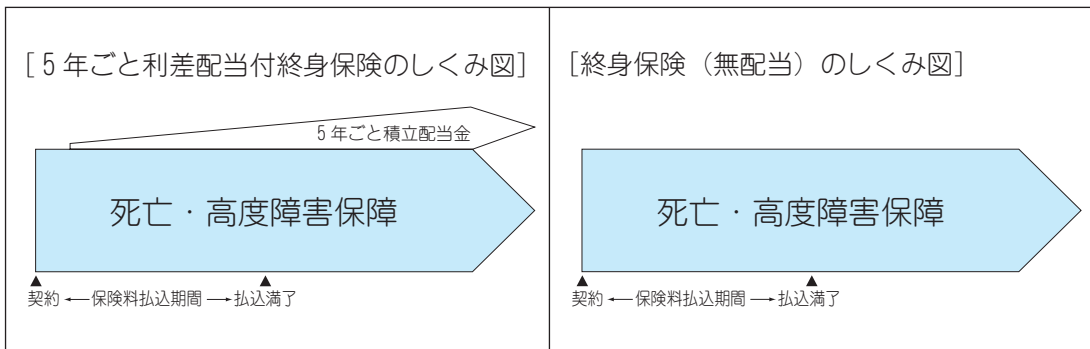 [５年ごと利差配当付終身保険のしくみ図]
5年ごと積立配当金
死亡・高度障害保障
▲ ▲
契約 ← 保険料払込期間 → 払込満了
[終身保険（無配当）のしくみ図]
死亡・高度障害保障
▲ ▲
契約 ← 保険料払込期間 → 払込満了